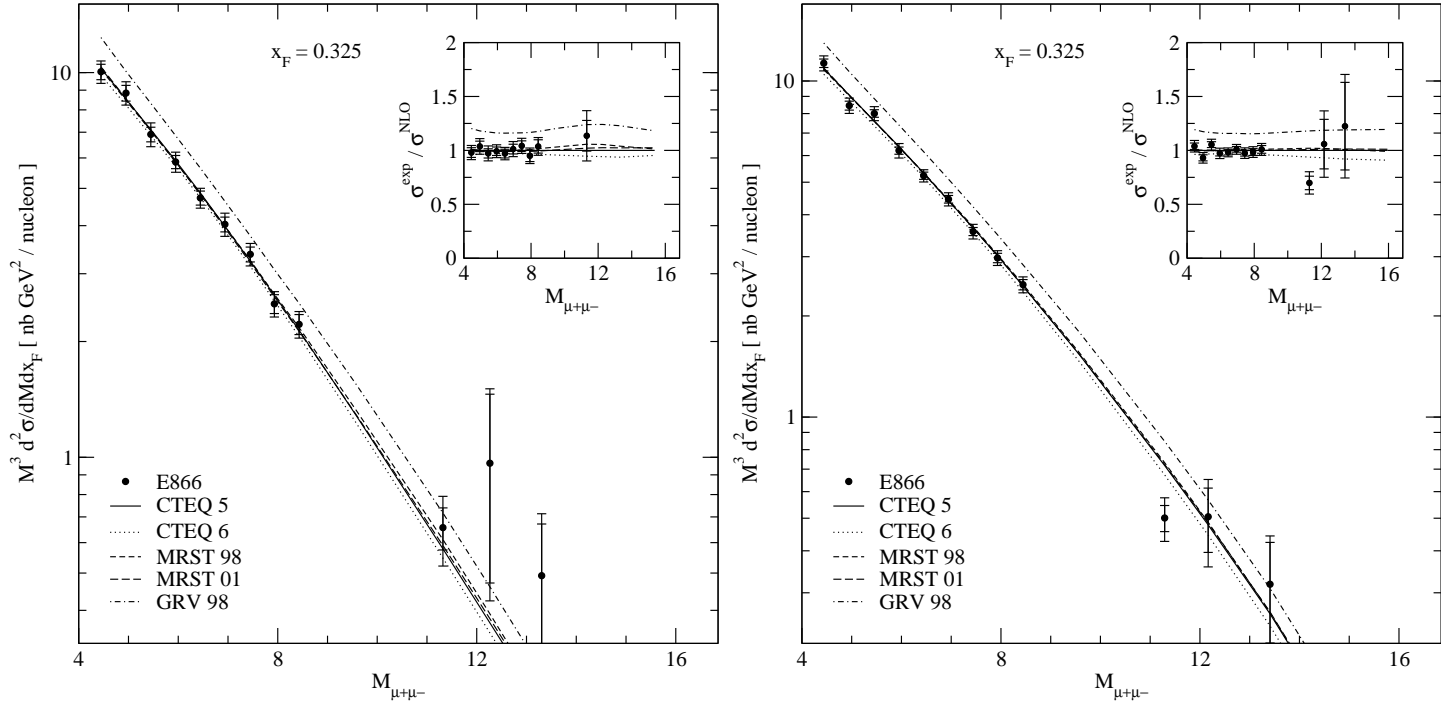 x_F = 0.325
2
1.5
1
0.5
0
σ^exp / σ^NLO
4 8 12 16
M_μ+μ−
10
1
M^3 d^2σ/dMdx_F [ nb GeV^2 / nucleon ]
E866
CTEQ 5
CTEQ 6
MRST 98
MRST 01
GRV 98
4 8 12 16
M_μ+μ−
x_F = 0.325
2
1.5
1
0.5
0
σ^exp / σ^NLO
4 8 12 16
M_μ+μ−
10
1
M^3 d^2σ/dMdx_F [ nb GeV^2 / nucleon ]
E866
CTEQ 5
CTEQ 6
MRST 98
MRST 01
GRV 98
4 8 12 16
M_μ+μ−